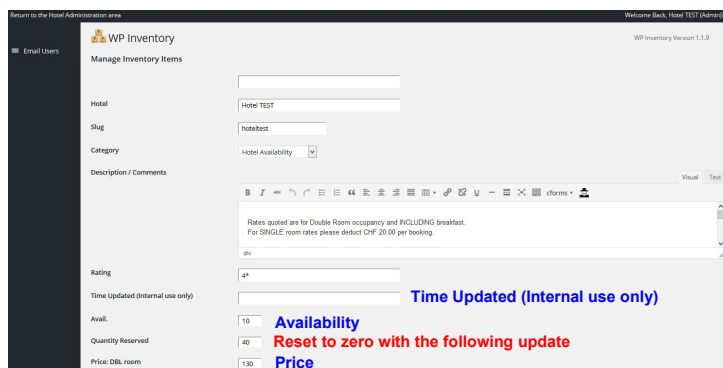 Return to the Hotel Administration area
Welcome Back, Hotel TEST (Admin)
WP Inventory
WP Inventory Version 1.1.9
Email Users
Manage Inventory Items
Hotel
Hotel TEST
Slug
hoteltest
Category
Hotel Availability
Description / Comments
Visual Text
B I ABC U cforms
Rates quoted are for Double Room occupancy and INCLUDING breakfast.
For SINGLE room rates please deduct CHF 20.00 per booking.
div
Rating
4*
Time Updated (Internal use only)
Time Updated (Internal use only)
Avail.
10
Availability
Quantity Reserved
40
Reset to zero with the following update
Price: DBL room
130
Price